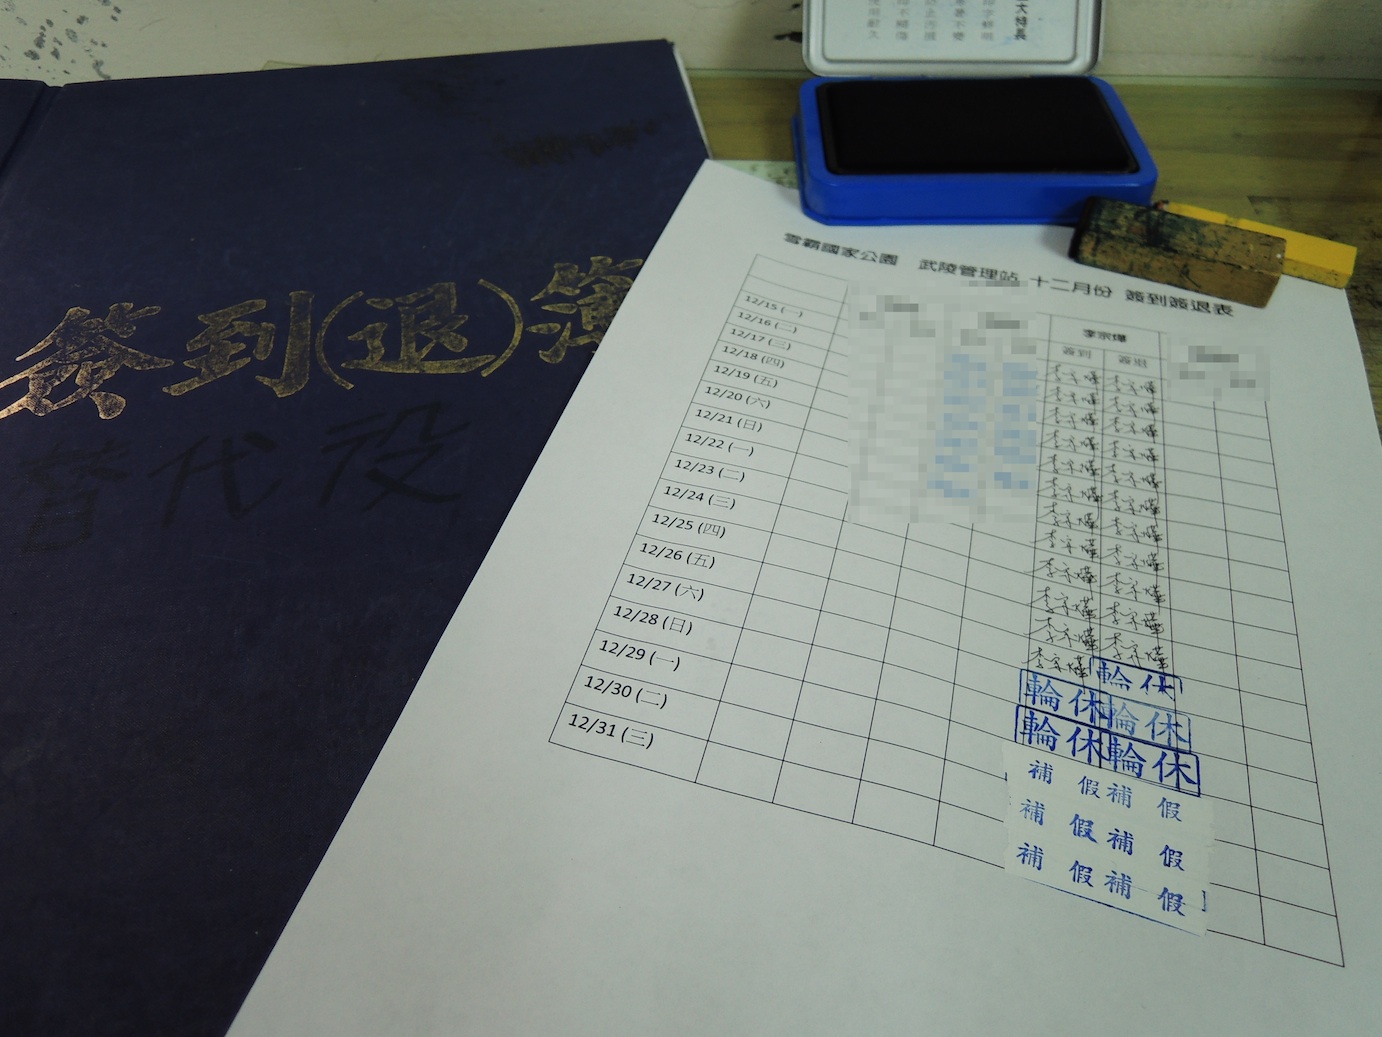 簽到(退)簿
替代役
雪霸國家公園 武陵管理站 十二月份 簽到簽退表
李宗燁
簽到 簽退
12/15 (一) 李宗燁 李宗燁
12/16 (二) 李宗燁 李宗燁
12/17 (三) 李宗燁 李宗燁
12/18 (四) 李宗燁 李宗燁
12/19 (五) 李宗燁 李宗燁
12/20 (六) 李宗燁 李宗燁
12/21 (日) 李宗燁 李宗燁
12/22 (一) 李宗燁 李宗燁
12/23 (二) 李宗燁 李宗燁
12/24 (三) 李宗燁 李宗燁
12/25 (四) 李宗燁 李宗燁
12/26 (五) 李宗燁 輪休
12/27 (六) 輪休 輪休
12/28 (日) 輪休 輪休
12/29 (一) 補假 補假
12/30 (二) 補假 補假
12/31 (三) 補假 補假